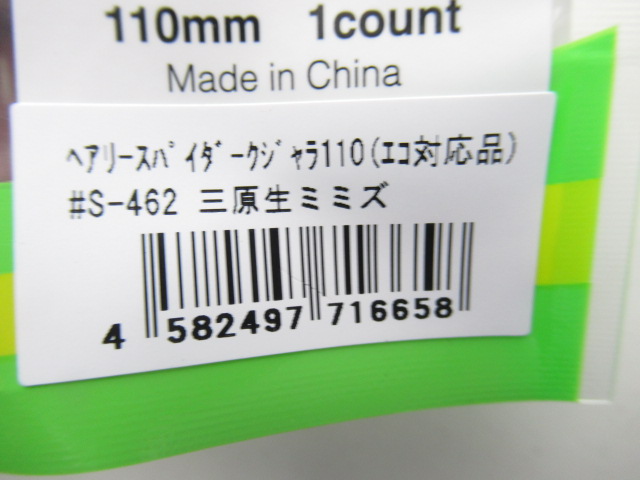 110mm 1count
Made in China
ﾍｱﾘｰｽﾊﾟｲﾀﾞｰｸｼﾞｬﾗ110(ｴｺ対応品)
#S-462 三原生ミミズ
4 582497 716658